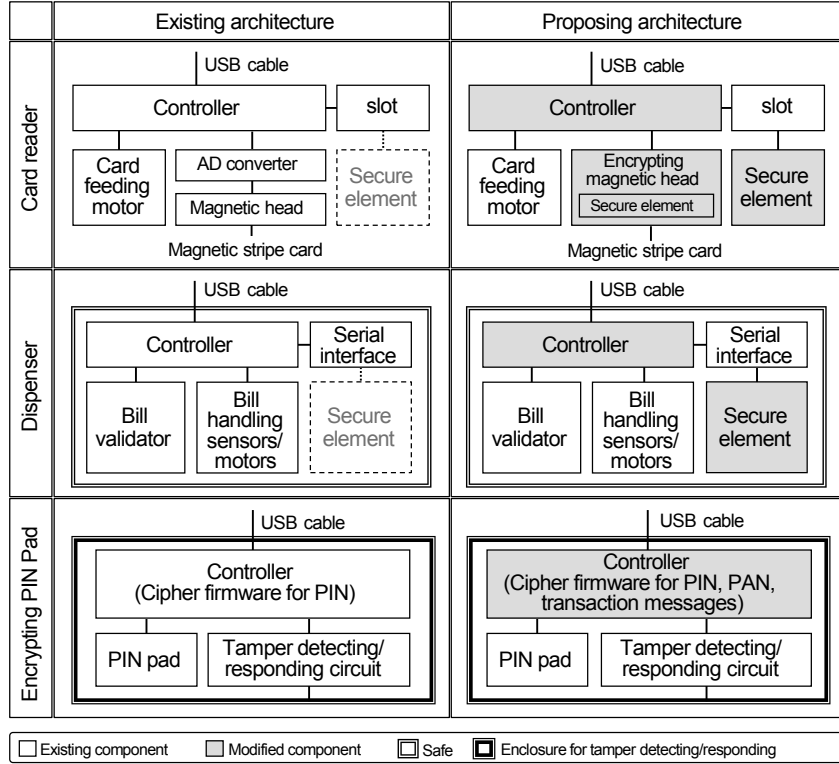 Existing architecture
Proposing architecture
Card reader
USB cable
Controller
slot
Card
feeding
motor
AD converter
Magnetic head
Secure
element
Magnetic stripe card
USB cable
Controller
slot
Card
feeding
motor
Encrypting
magnetic head
Secure element
Secure
element
Magnetic stripe card
Dispenser
USB cable
Controller
Serial
interface
Bill
validator
Bill
handling
sensors/
motors
Secure
element
USB cable
Controller
Serial
interface
Bill
validator
Bill
handling
sensors/
motors
Secure
element
Encrypting PIN Pad
USB cable
Controller
(Cipher firmware for PIN)
PIN pad
Tamper detecting/
responding circuit
USB cable
Controller
(Cipher firmware for PIN, PAN,
transaction messages)
PIN pad
Tamper detecting/
responding circuit
Existing component
Modified component
Safe
Enclosure for tamper detecting/responding